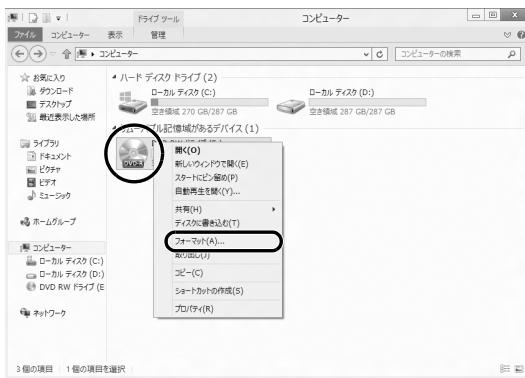 ドライブ ツール
コンピューター
ファイル コンピューター 表示 管理
コンピューター
コンピューターの検索
お気に入り
ダウンロード
デスクトップ
最近表示した場所
ライブラリ
ドキュメント
ピクチャ
ビデオ
ミュージック
ホームグループ
コンピューター
ローカル ディスク (C:)
ローカル ディスク (D:)
DVD RW ドライブ (E
ネットワーク
ハード ディスク ドライブ (2)
ローカル ディスク (C:)
空き領域 270 GB/287 GB
ローカル ディスク (D:)
空き領域 287 GB/287 GB
ブル記憶域があるデバイス (1)
DVD-R
開く(O)
新しいウィンドウで開く(E)
スタートにピン留め(P)
自動再生を開く(Y)...
共有(H)
ディスクに書き込む(T)
フォーマット(A)...
取り出し(J)
コピー(C)
ショートカットの作成(S)
プロパティ(R)
3 個の項目 1 個の項目を選択